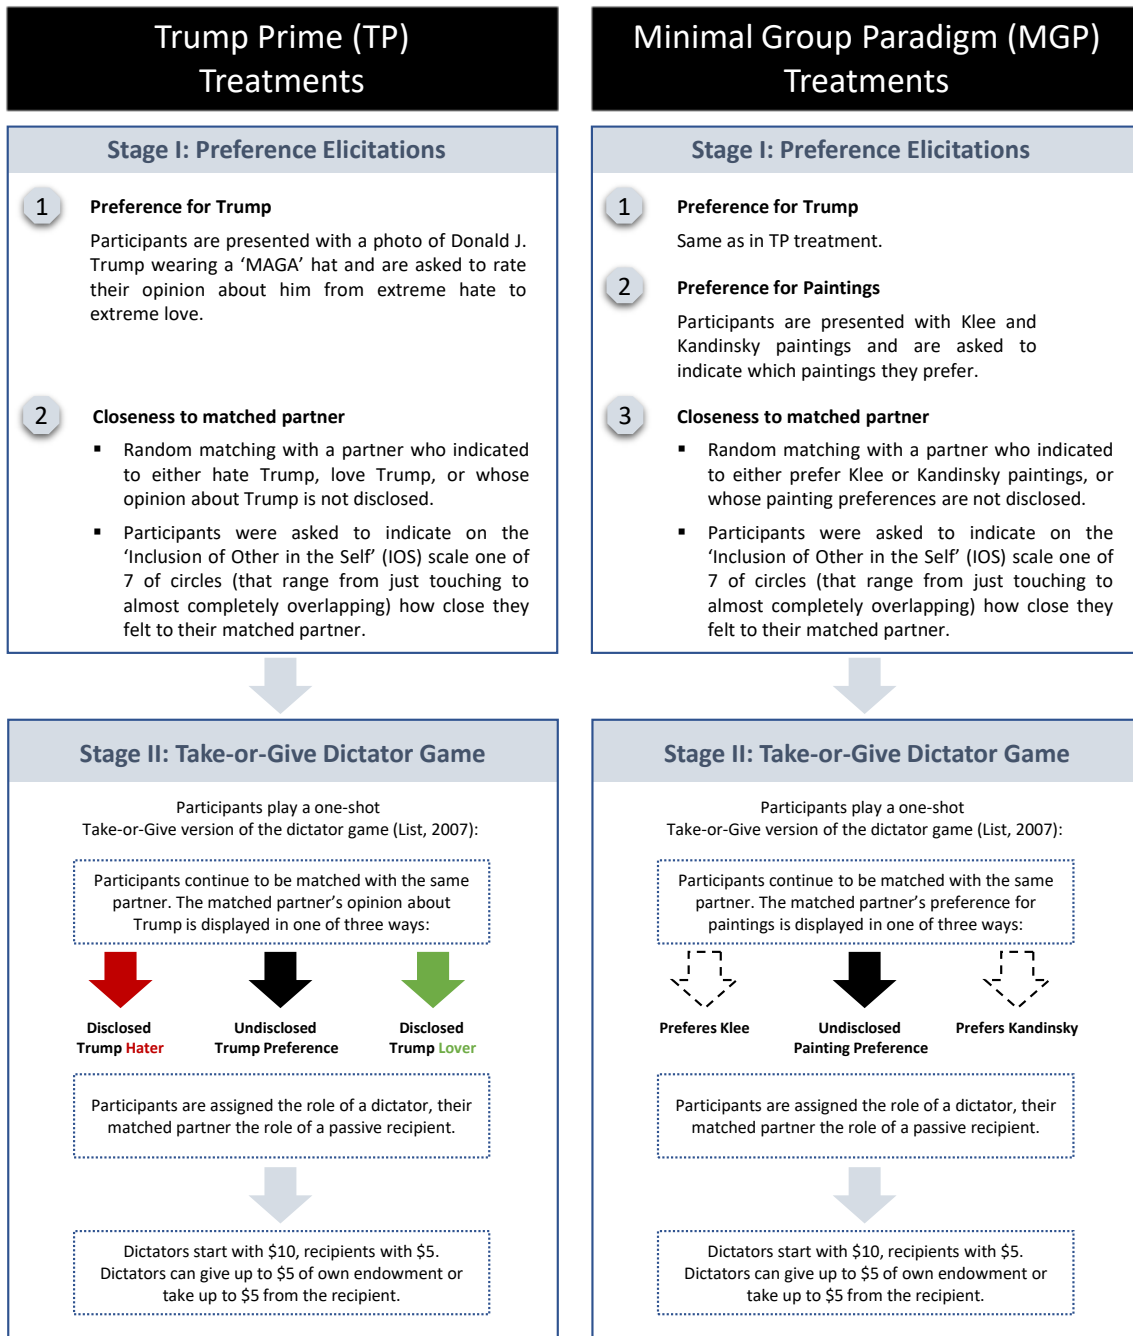 Trump Prime (TP)
Treatments
Stage I: Preference Elicitations
1
Preference for Trump
Participants are presented with a photo of Donald J.
Trump wearing a ‘MAGA’ hat and are asked to rate
their opinion about him from extreme hate to
extreme love.
2
Closeness to matched partner
▪ Random matching with a partner who indicated
to either hate Trump, love Trump, or whose
opinion about Trump is not disclosed.
▪ Participants were asked to indicate on the
‘Inclusion of Other in the Self’ (IOS) scale one of
7 of circles (that range from just touching to
almost completely overlapping) how close they
felt to their matched partner.
Stage II: Take-or-Give Dictator Game
Participants play a one-shot
Take-or-Give version of the dictator game (List, 2007):
Participants continue to be matched with the same
partner. The matched partner’s opinion about
Trump is displayed in one of three ways:
Disclosed
Trump Hater
Undisclosed
Trump Preference
Disclosed
Trump Lover
Participants are assigned the role of a dictator, their
matched partner the role of a passive recipient.
Dictators start with $10, recipients with $5.
Dictators can give up to $5 of own endowment or
take up to $5 from the recipient.
Minimal Group Paradigm (MGP)
Treatments
Stage I: Preference Elicitations
1
Preference for Trump
Same as in TP treatment.
2
Preference for Paintings
Participants are presented with Klee and
Kandinsky paintings and are asked to
indicate which paintings they prefer.
3
Closeness to matched partner
▪ Random matching with a partner who indicated
to either prefer Klee or Kandinsky paintings, or
whose painting preferences are not disclosed.
▪ Participants were asked to indicate on the
‘Inclusion of Other in the Self’ (IOS) scale one of
7 of circles (that range from just touching to
almost completely overlapping) how close they
felt to their matched partner.
Stage II: Take-or-Give Dictator Game
Participants play a one-shot
Take-or-Give version of the dictator game (List, 2007):
Participants continue to be matched with the same
partner. The matched partner’s preference for
paintings is displayed in one of three ways:
Preferes Klee
Undisclosed
Painting Preference
Prefers Kandinsky
Participants are assigned the role of a dictator, their
matched partner the role of a passive recipient.
Dictators start with $10, recipients with $5.
Dictators can give up to $5 of own endowment or
take up to $5 from the recipient.